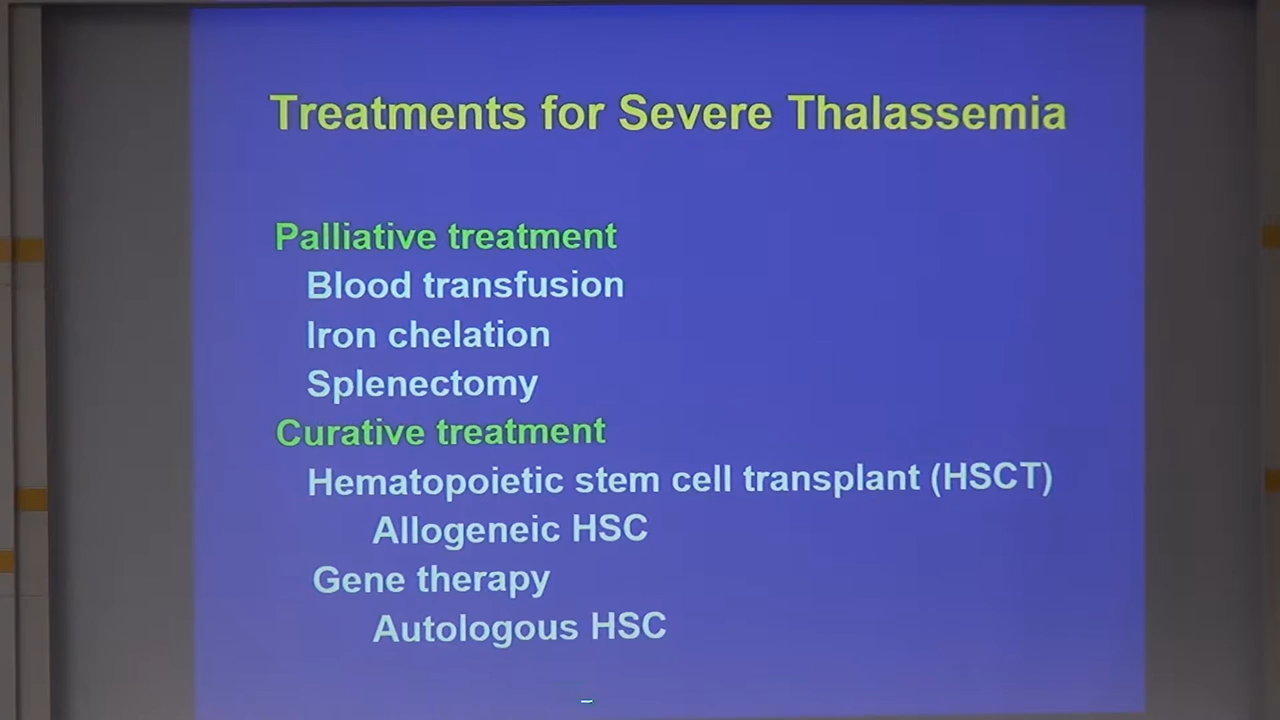 Treatments for Severe Thalassemia
Palliative treatment
Blood transfusion
Iron chelation
Splenectomy
Curative treatment
Hematopoietic stem cell transplant (HSCT)
Allogeneic HSC
Gene therapy
Autologous HSC